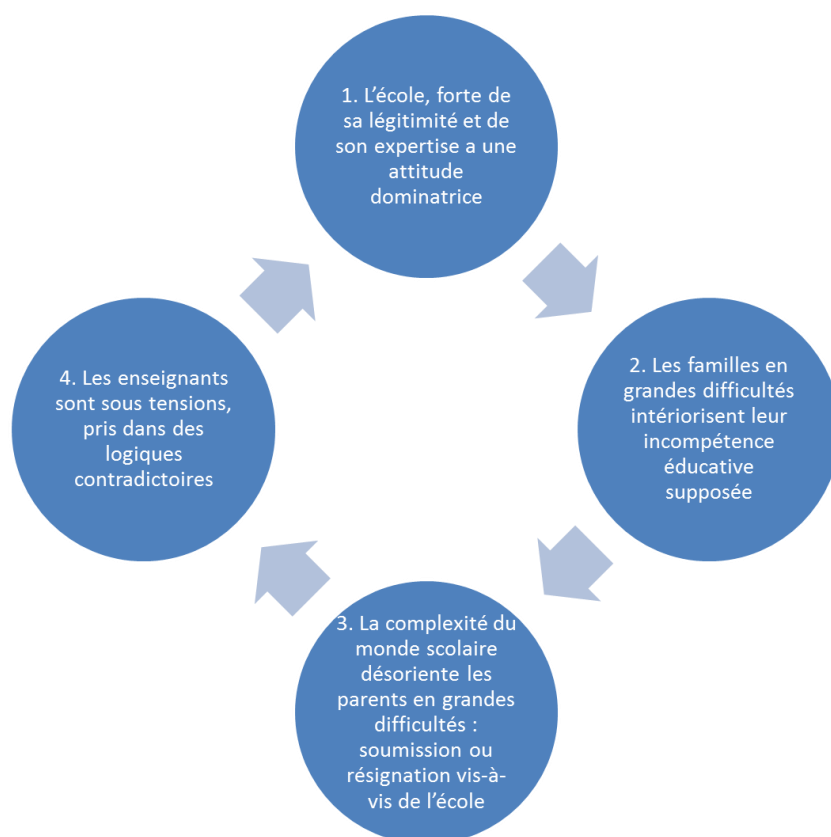 1. L’école, forte de
sa légitimité et de
son expertise a une
attitude
dominatrice
2. Les familles en
grandes difficultés
intériorisent leur
incompétence
éducative
supposée
3. La complexité du
monde scolaire
désoriente les
parents en grandes
difficultés :
soumission ou
résignation vis-à-
vis de l’école
4. Les enseignants
sont sous tensions,
pris dans des
logiques
contradictoires